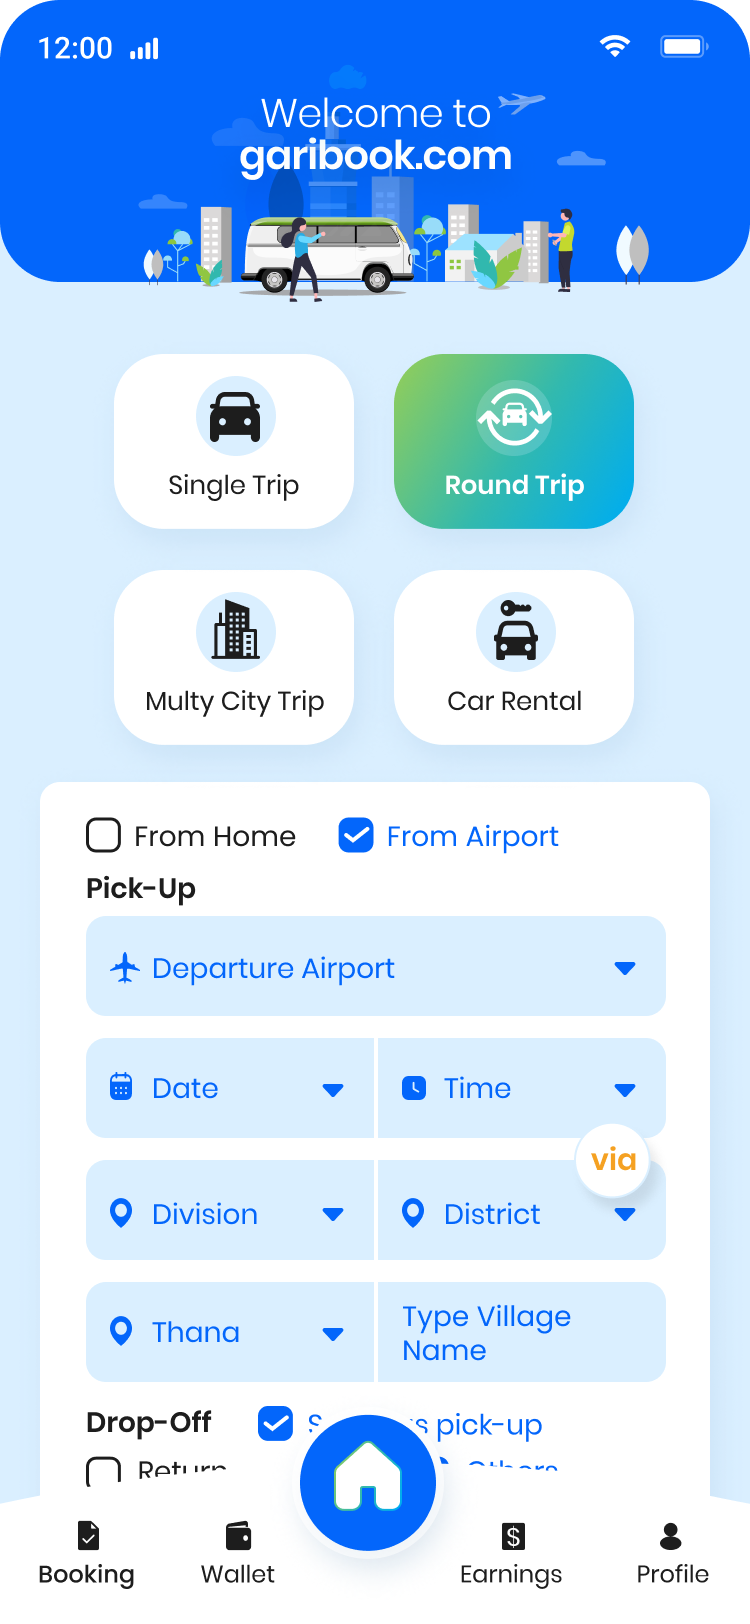 12:00
Welcome to
garibook.com
Single Trip
Round Trip
Multy City Trip
Car Rental
From Home
From Airport
Pick-Up
Departure Airport
Date
Time
via
Division
District
Thana
Type Village
Name
Drop-Off
pick-up
Return
Others
$
Booking
Wallet
Earnings
Profile